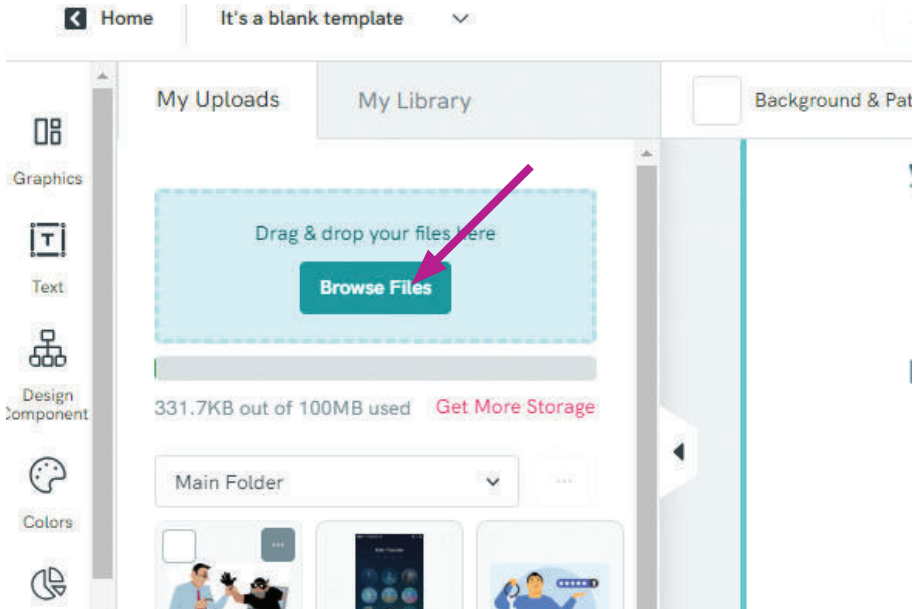 Home
It's a blank template
My Uploads
My Library
Background & Pat
Graphics
Text
Design
Component
Colors
Drag & drop your files here
Browse Files
331.7KB out of 100MB used
Get More Storage
Main Folder